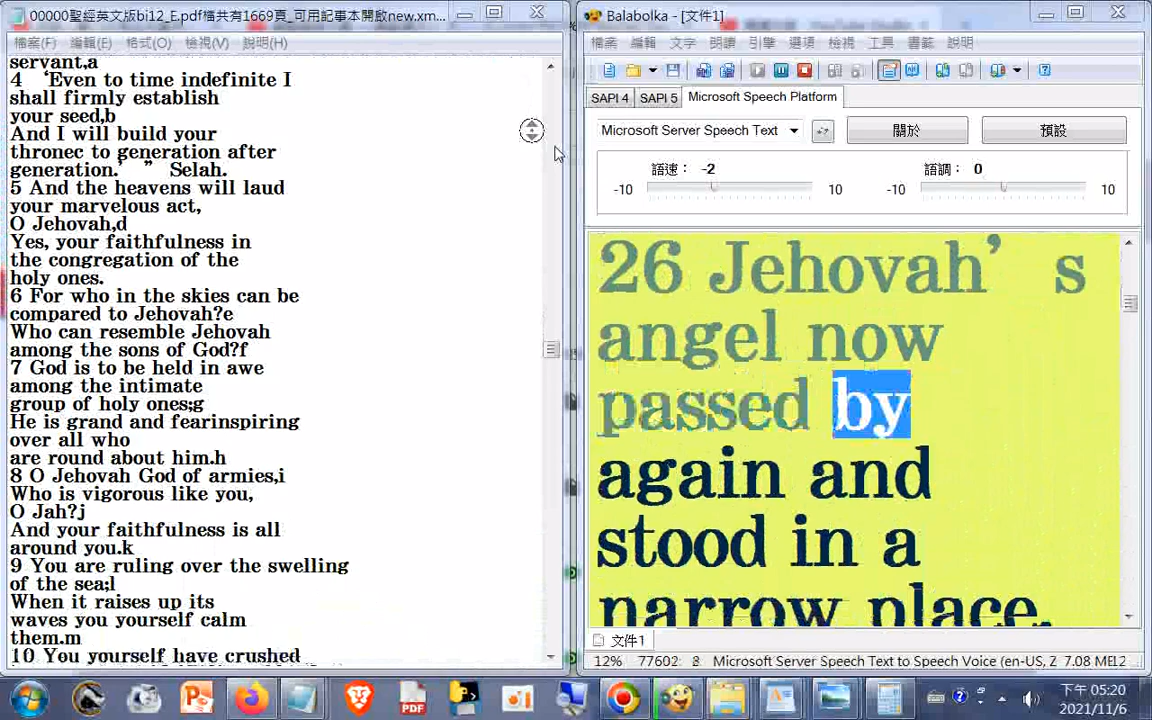 00000聖經英文版bi12_E.pdf檔共有1669頁_可用記事本開啟new.xm...
檔案(F) 編輯(E) 格式(O) 檢視(V) 說明(H)
servant,a
4 ‘Even to time indefinite I
shall firmly establish
your seed,b
And I will build your
thronec to generation after
generation.’ ” Selah.
5 And the heavens will laud
your marvelous act,
O Jehovah,d
Yes, your faithfulness in
the congregation of the
holy ones.
6 For who in the skies can be
compared to Jehovah?e
Who can resemble Jehovah
among the sons of God?f
7 God is to be held in awe
among the intimate
group of holy ones;g
He is grand and fearinspiring
over all who
are round about him.h
8 O Jehovah God of armies,i
Who is vigorous like you,
O Jah?j
And your faithfulness is all
around you.k
9 You are ruling over the swelling
of the sea;l
When it raises up its
waves you yourself calm
them.m
10 You yourself have crushed
Balabolka - [文件1]
檔案 編輯 文字 朗讀 引擎 選項 檢視 工具 書籤 說明
SAPI 4 SAPI 5 Microsoft Speech Platform
Microsoft Server Speech Text 關於 預設
語速: -2 語調: 0
-10 10 -10 10
26 Jehovah’s
angel now
passed by
again and
stood in a
narrow place,
文件1
12% 77602: 8 Microsoft Server Speech Text to Speech Voice (en-US, Z 7.08 ME12
PDF
下午 05:20
2021/11/6